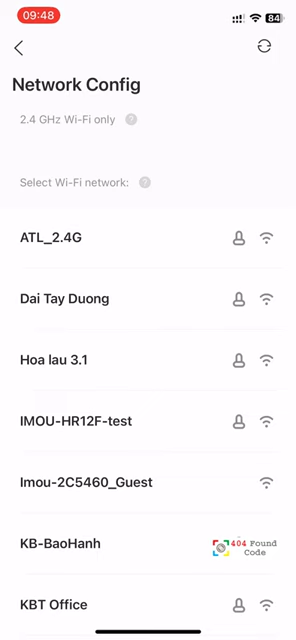 09:48
84
Network Config
2.4 GHz Wi-Fi only ?
Select Wi-Fi network: ?
ATL_2.4G
Dai Tay Duong
Hoa lau 3.1
IMOU-HR12F-test
Imou-2C5460_Guest
KB-BaoHanh
404 Found
Code
KBT Office